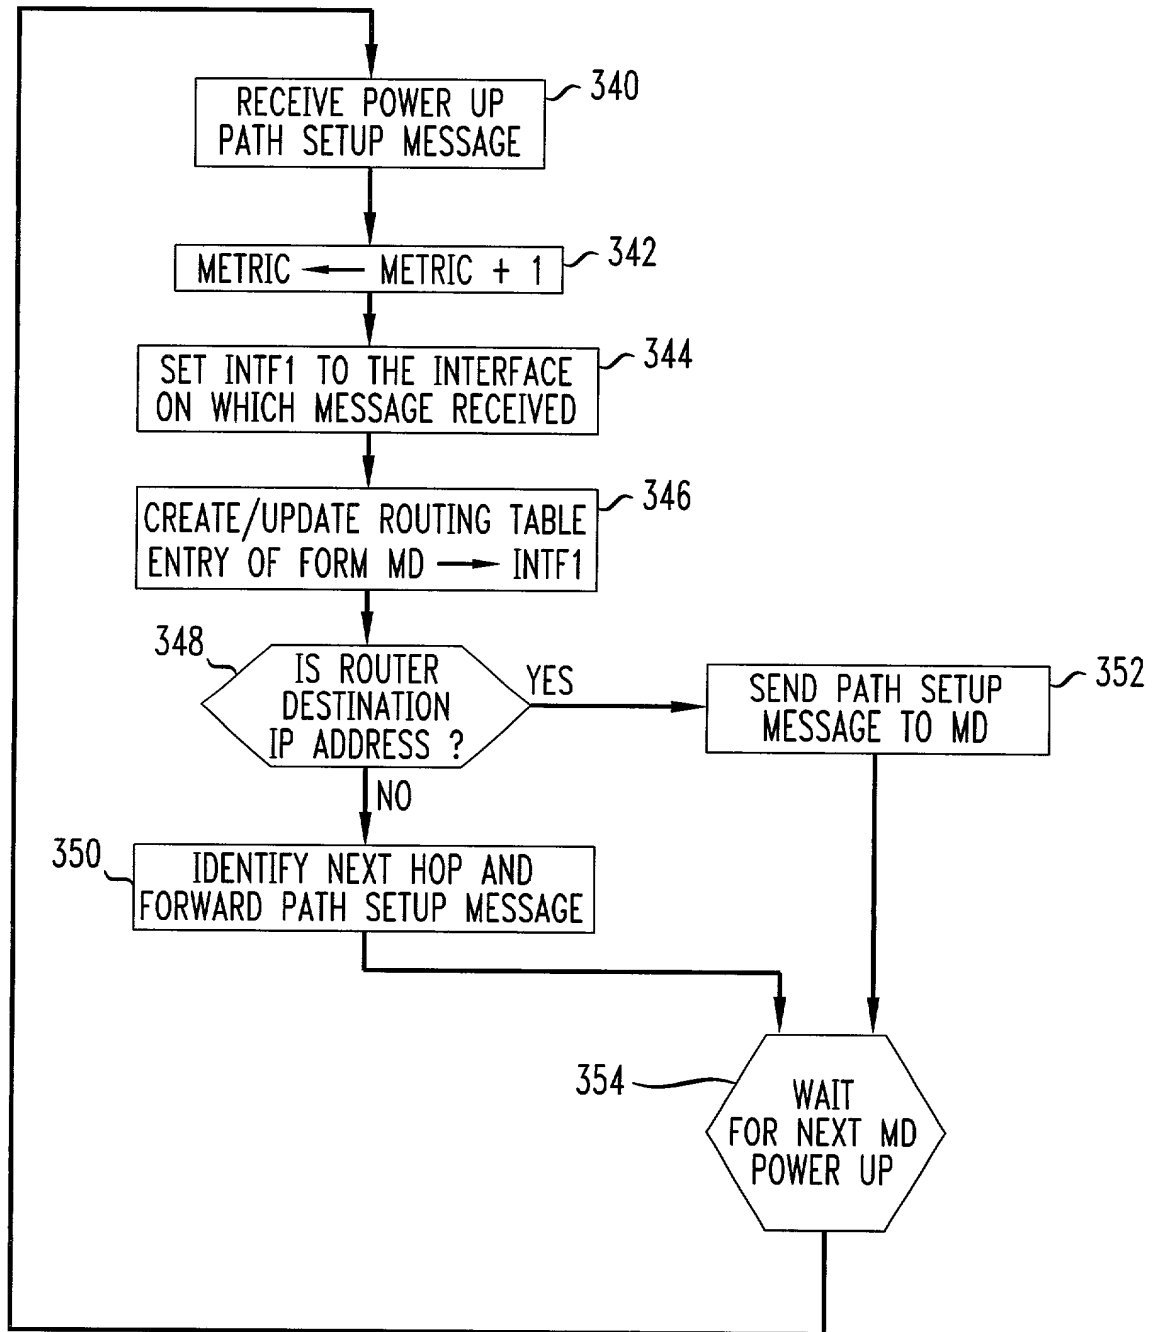 RECEIVE POWER UP
PATH SETUP MESSAGE
340
METRIC ← METRIC + 1
342
SET INTF1 TO THE INTERFACE
ON WHICH MESSAGE RECEIVED
344
CREATE/UPDATE ROUTING TABLE
ENTRY OF FORM MD → INTF1
346
348
IS ROUTER
DESTINATION
IP ADDRESS ?
YES
SEND PATH SETUP
MESSAGE TO MD
352
NO
350
IDENTIFY NEXT HOP AND
FORWARD PATH SETUP MESSAGE
354
WAIT
FOR NEXT MD
POWER UP